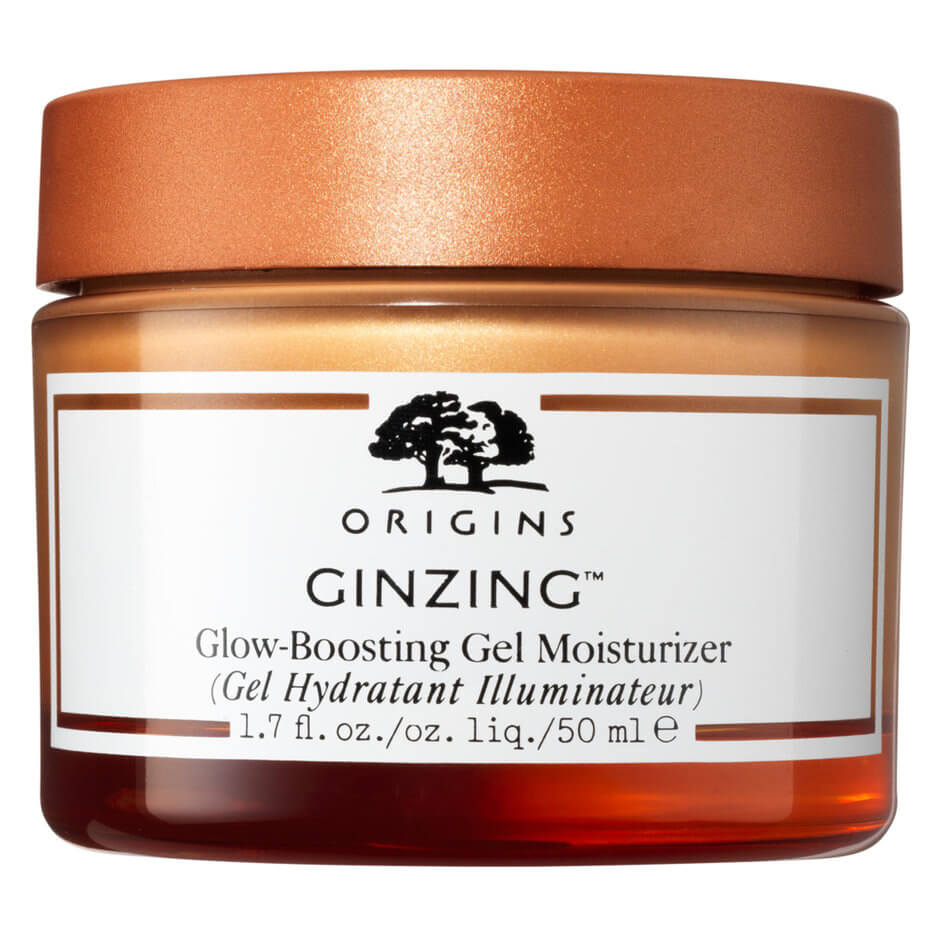 ORIGINS
GINZING™
Glow-Boosting Gel Moisturizer
(Gel Hydratant Illuminateur)
1.7 fl. oz./oz. liq./50 ml ℮